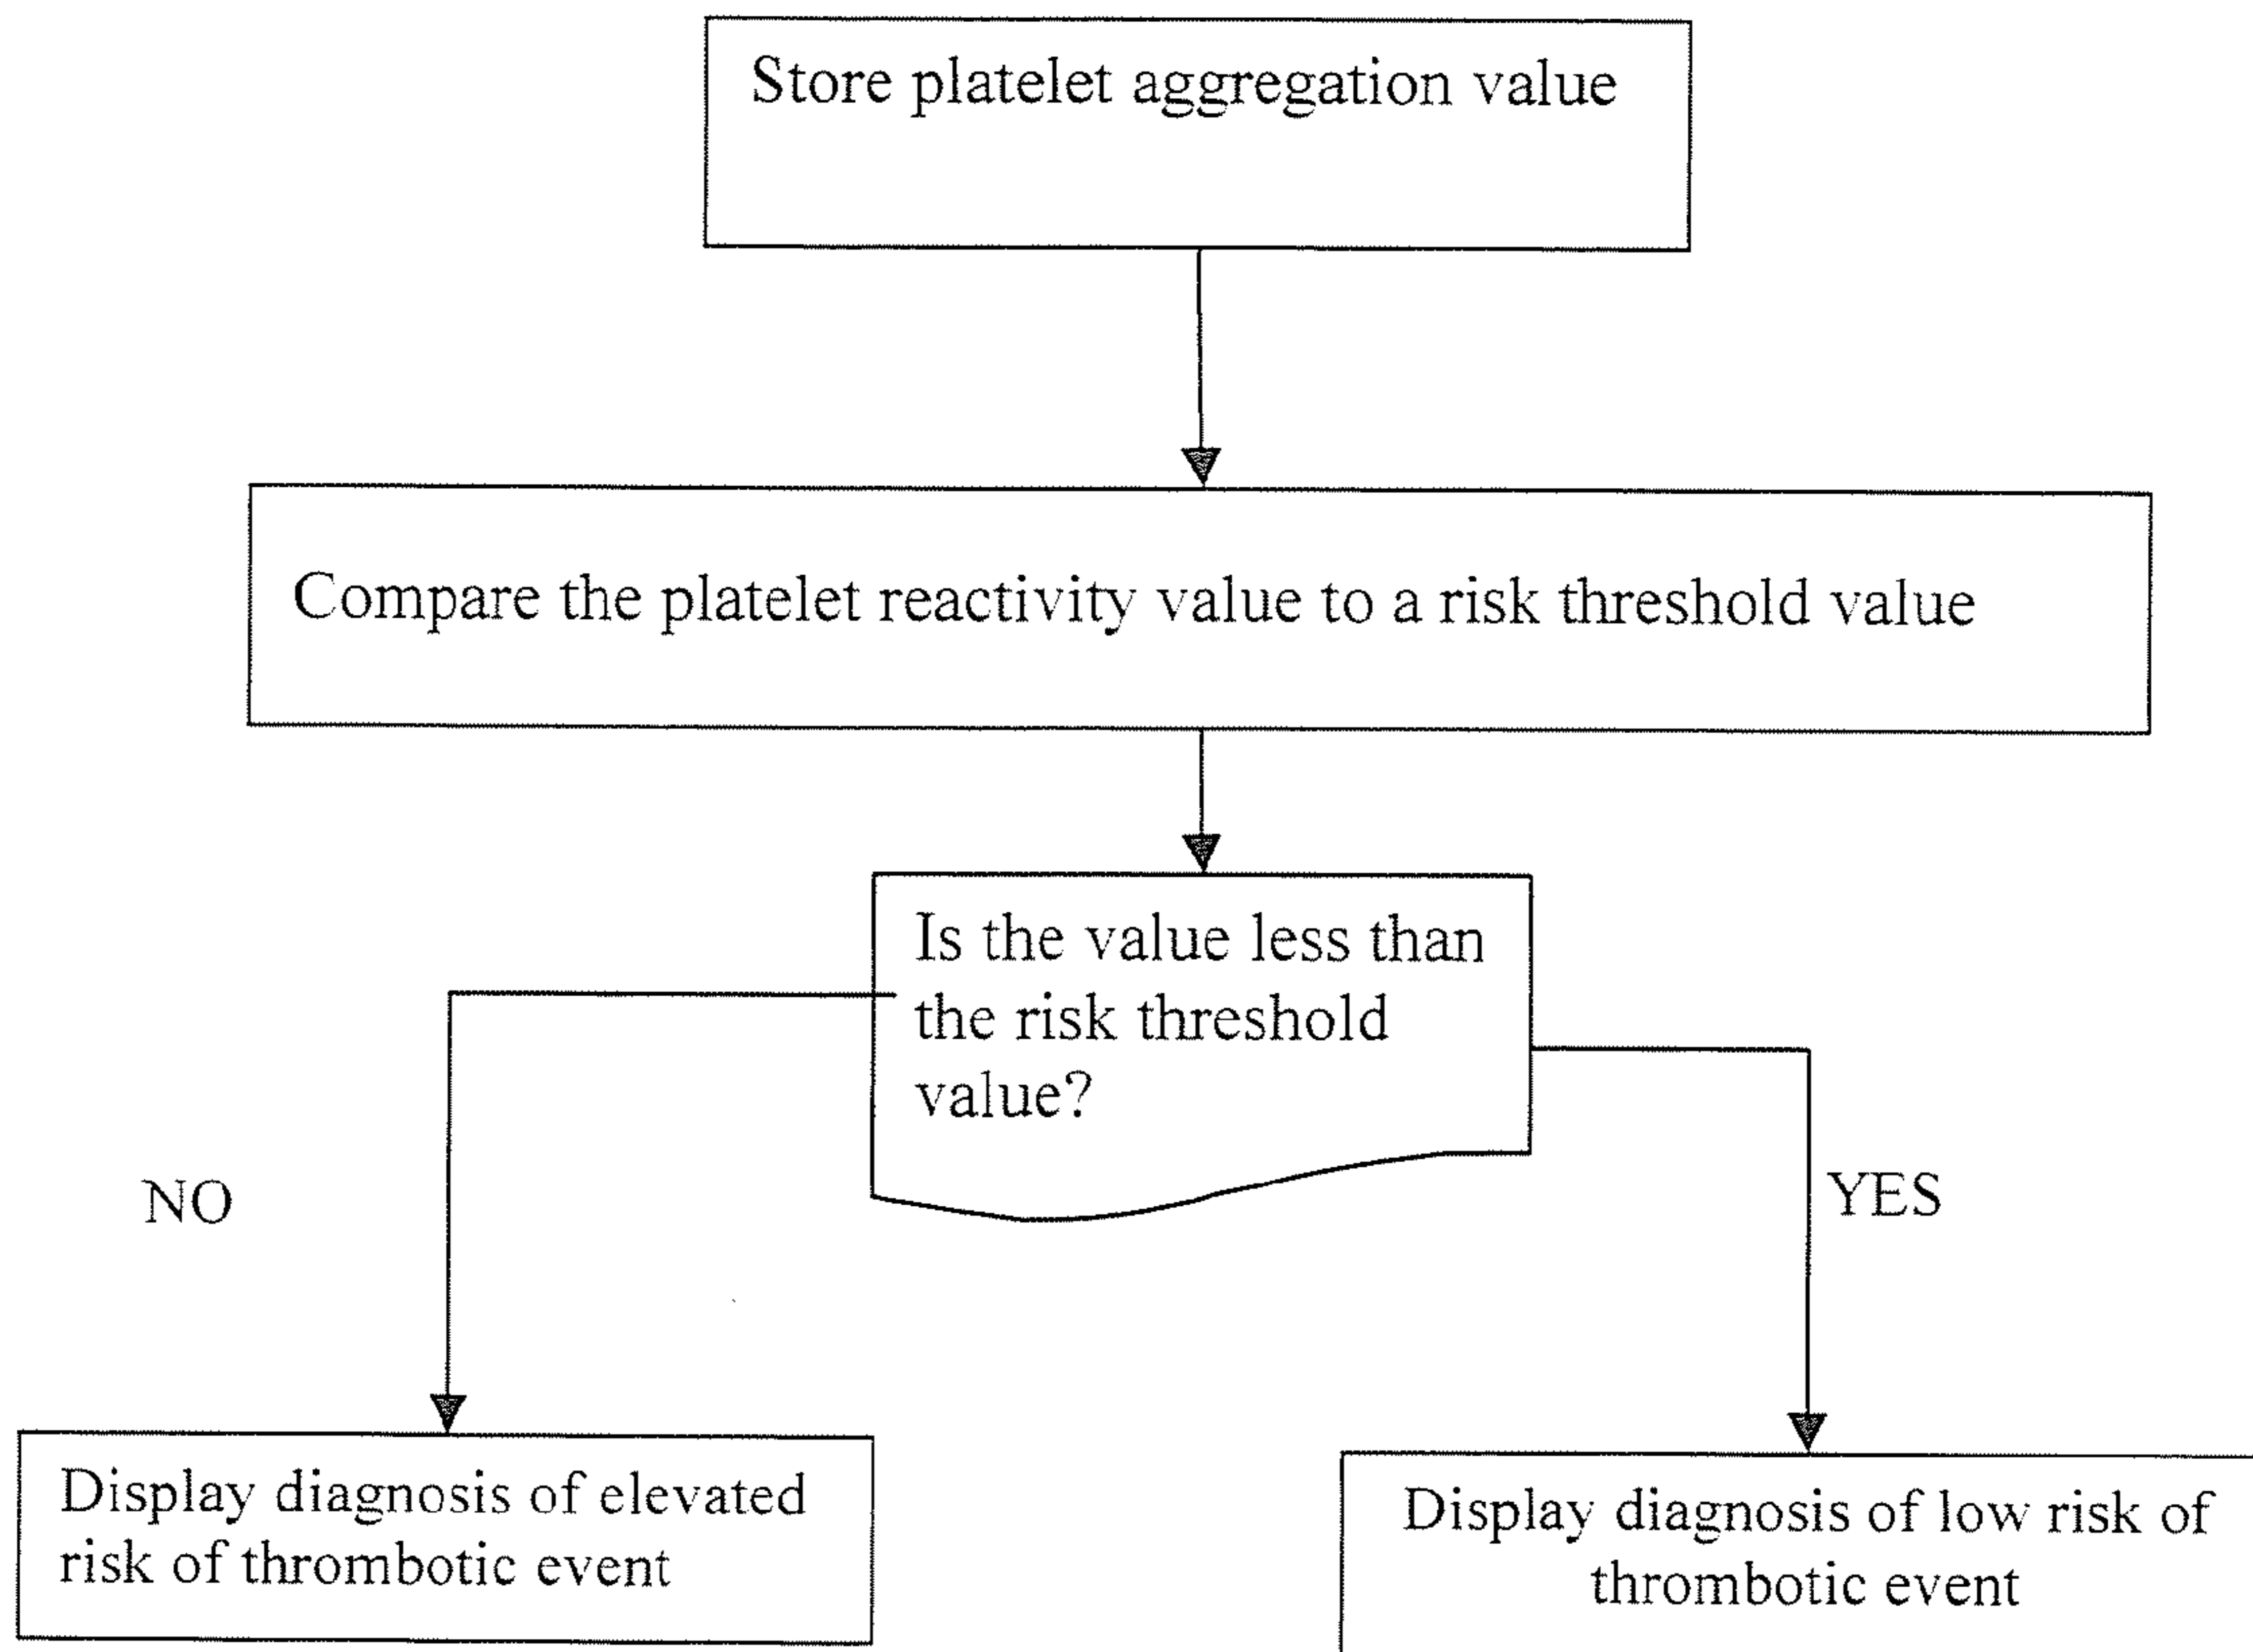 Store platelet aggregation value
Compare the platelet reactivity value to a risk threshold value
Is the value less than
the risk threshold
value?
NO
YES
Display diagnosis of elevated
risk of thrombotic event
Display diagnosis of low risk of
thrombotic event